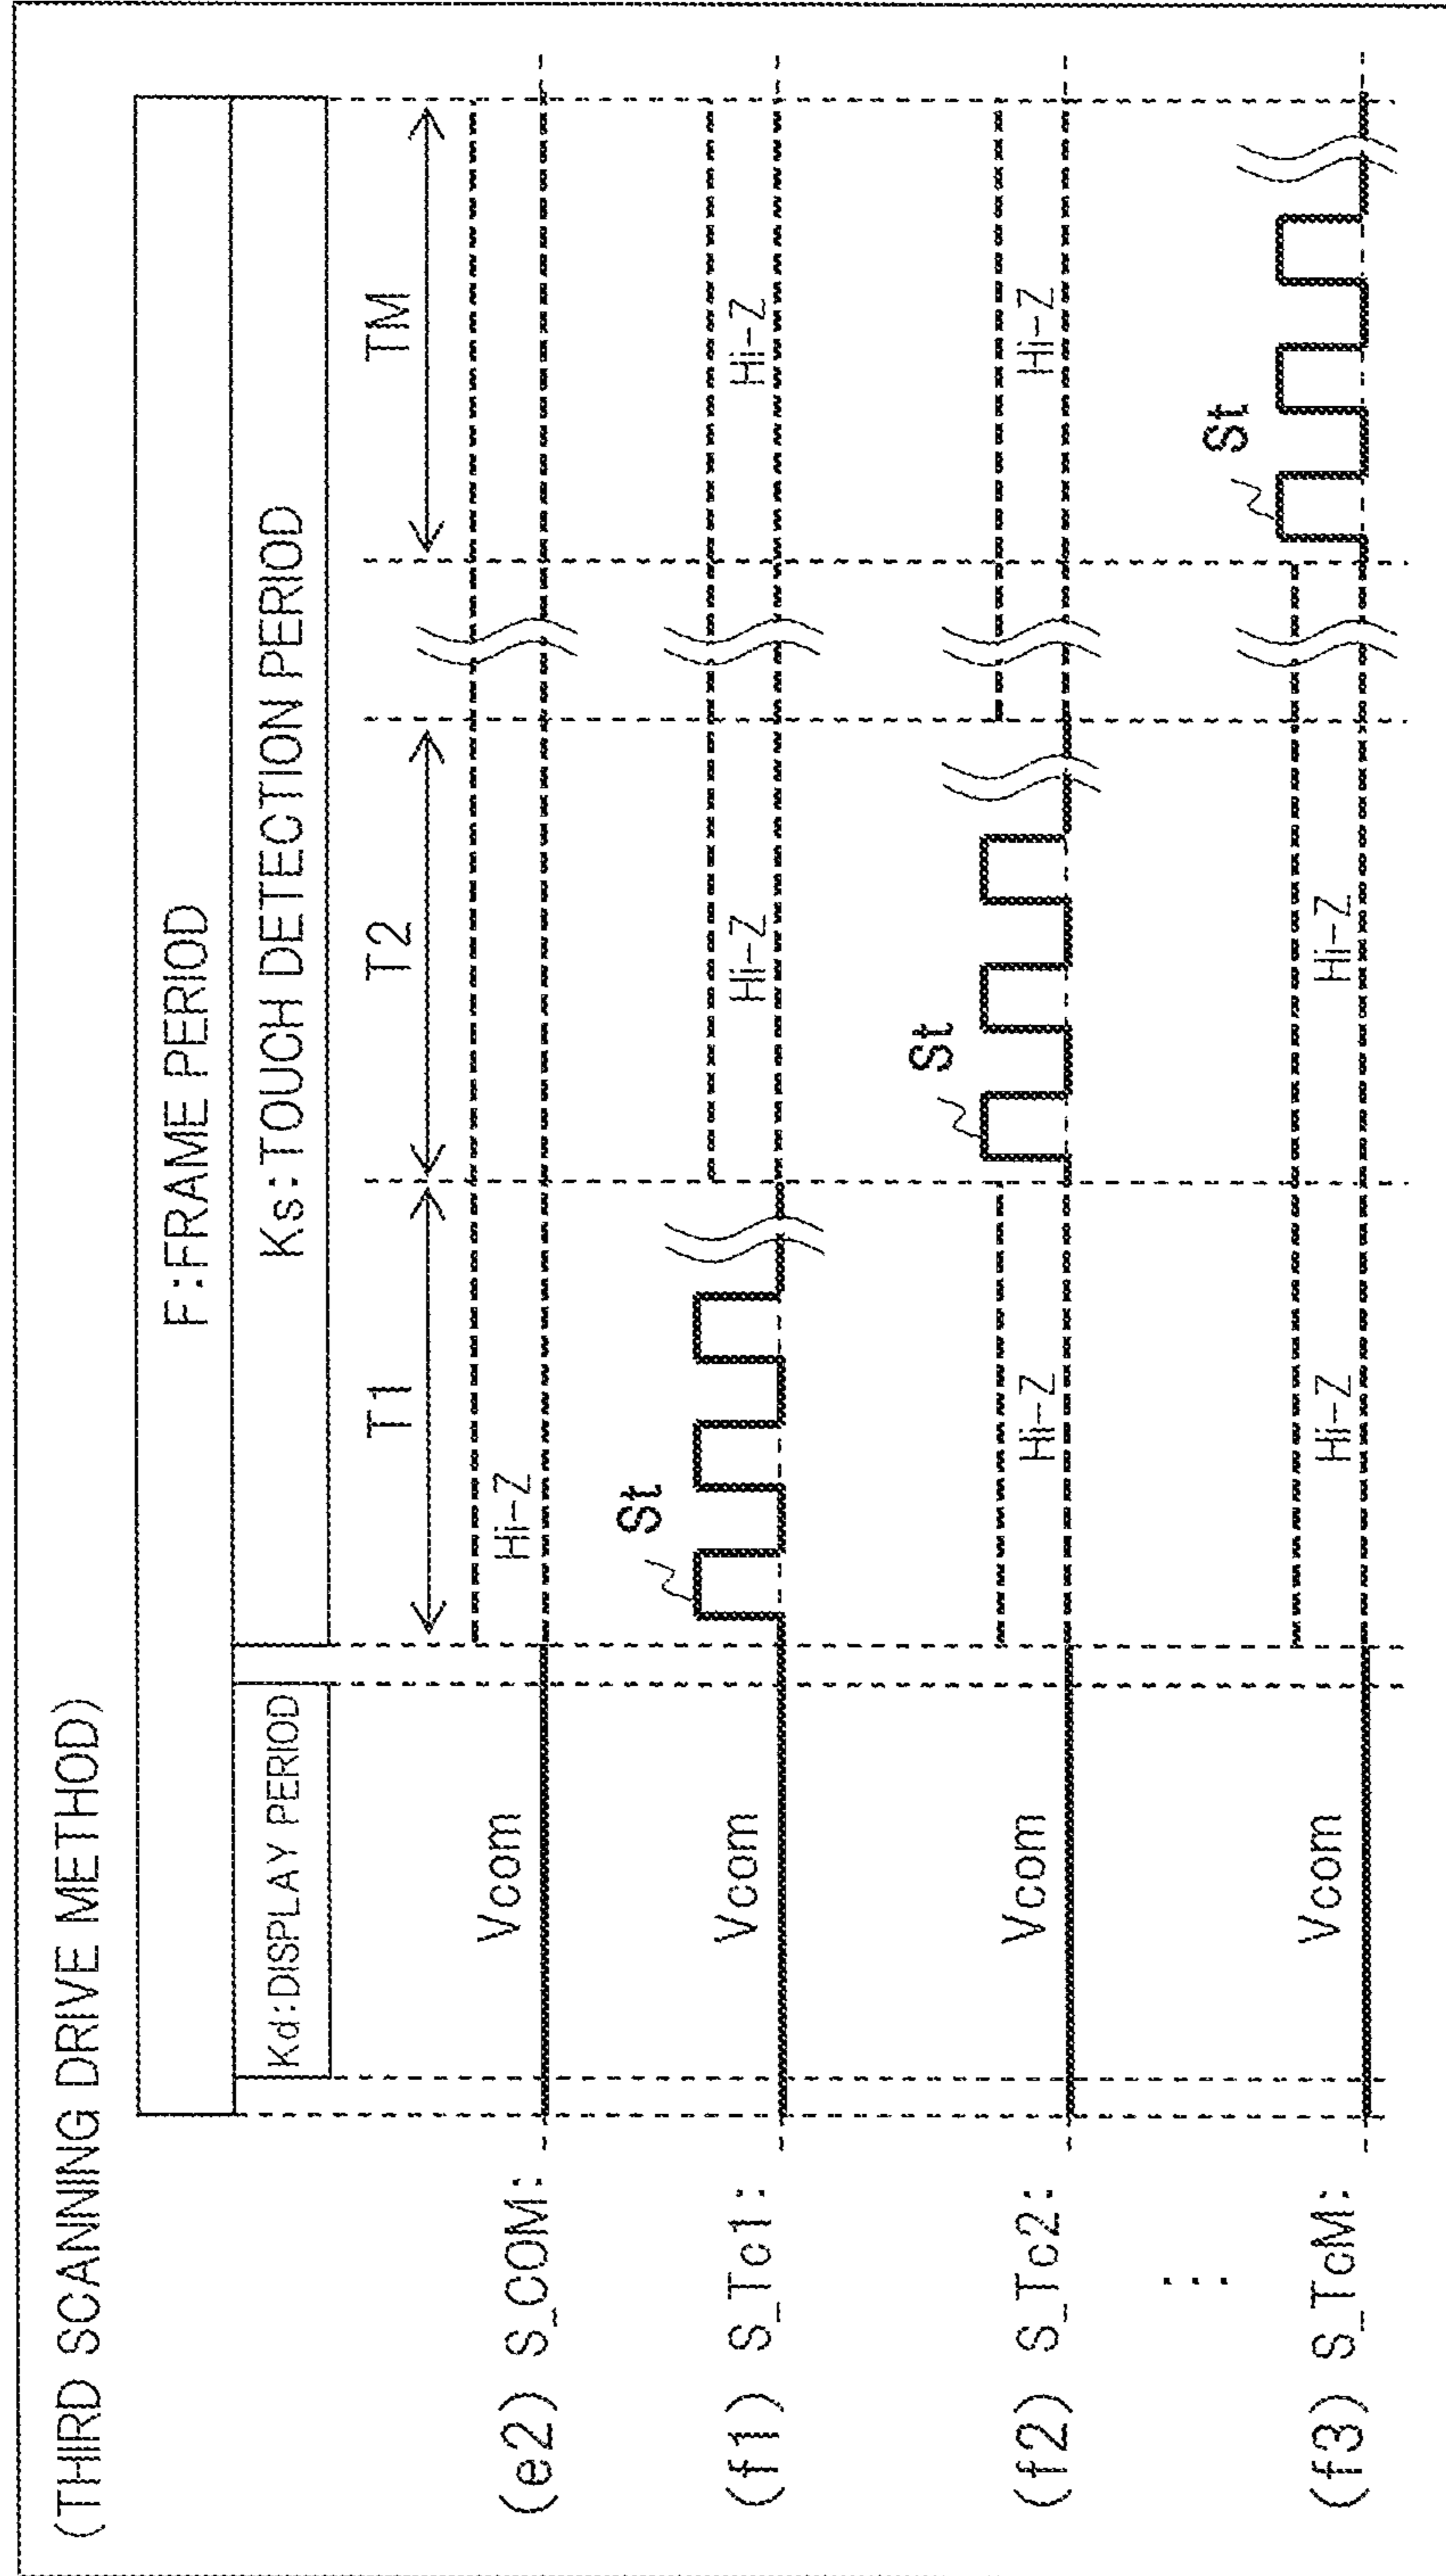 (THIRD SCANNING DRIVE METHOD)
F:FRAME PERIOD
Kd:DISPLAY PERIOD
Ks:TOUCH DETECTION PERIOD
T1
T2
TM
(e2) S_COM:
Vcom
Hi-Z
(f1) S_Tc1:
Vcom
St
Hi-Z
Hi-Z
(f2) S_Tc2:
Vcom
Hi-Z
St
Hi-Z
...
(f3) S_TcM:
Vcom
Hi-Z
Hi-Z
St